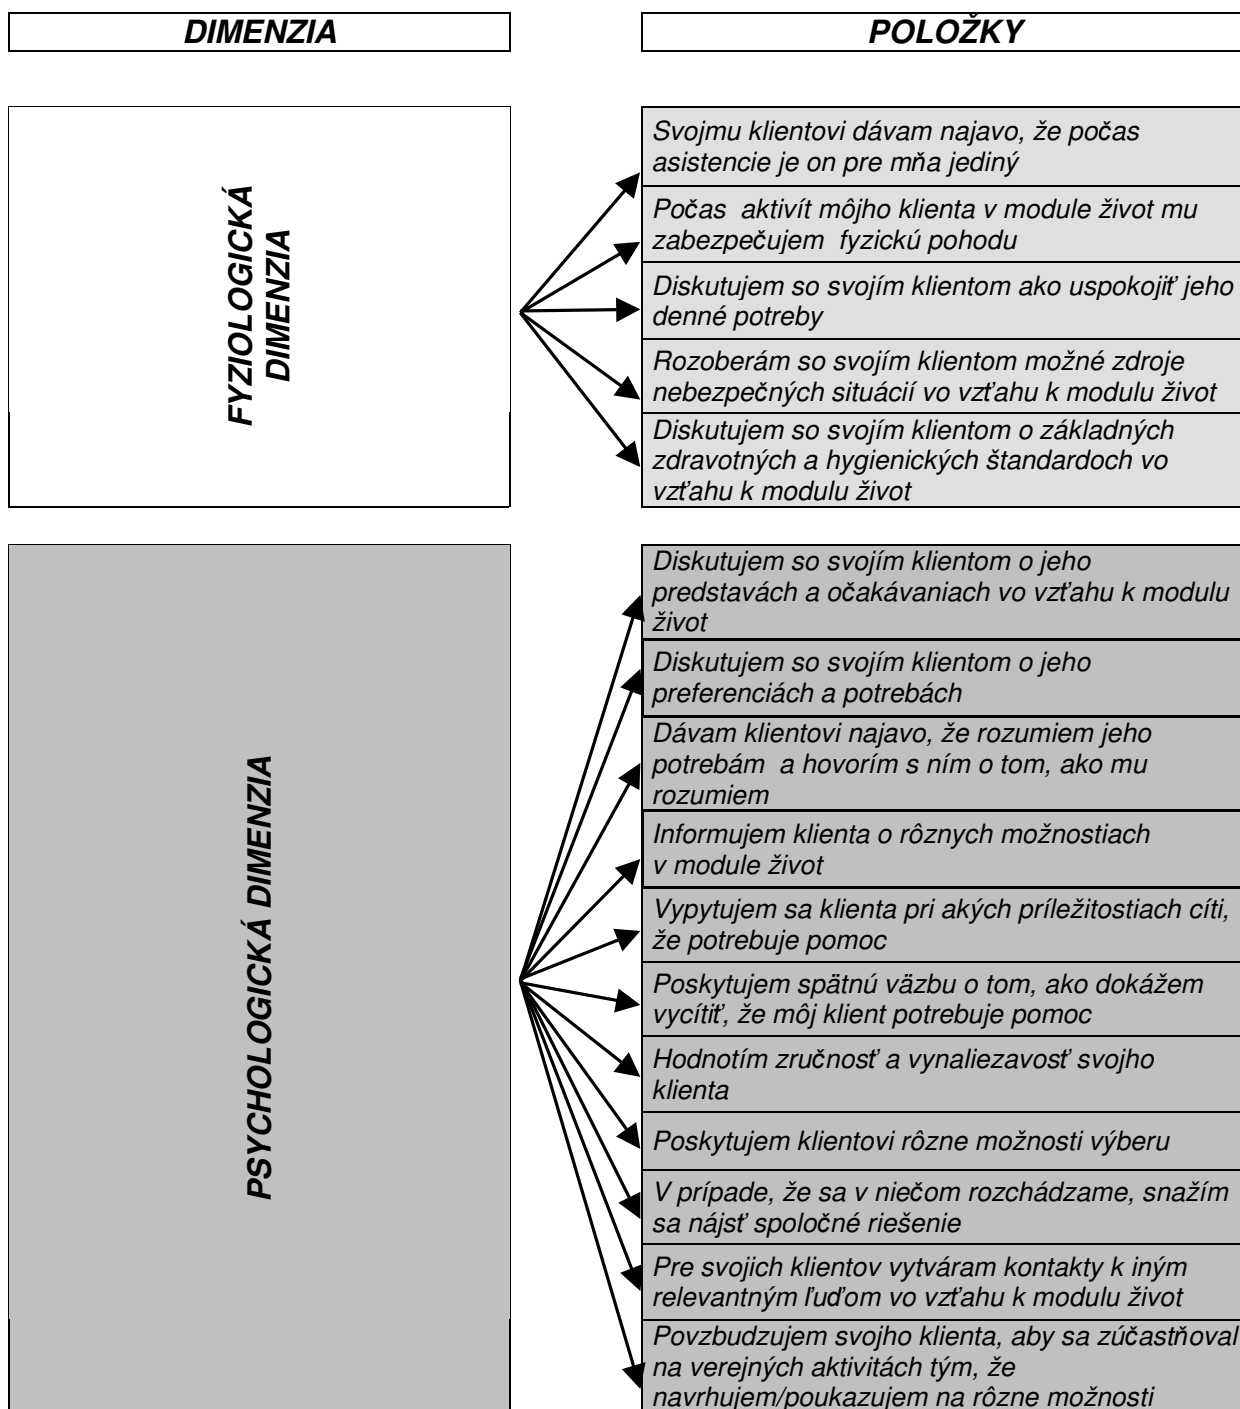 DIMENZIA
POLOŽKY
FYZIOLOGICKÁ
DIMENZIA
Svojmu klientovi dávam najavo, že počas
asistencie je on pre mňa jediný
Počas aktivít môjho klienta v module život mu
zabezpečujem fyzickú pohodu
Diskutujem so svojím klientom ako uspokojiť jeho
denné potreby
Rozoberám so svojím klientom možné zdroje
nebezpečných situácií vo vzťahu k modulu život
Diskutujem so svojím klientom o základných
zdravotných a hygienických štandardoch vo
vzťahu k modulu život
PSYCHOLOGICKÁ DIMENZIA
Diskutujem so svojím klientom o jeho
predstavách a očakávaniach vo vzťahu k modulu
život
Diskutujem so svojím klientom o jeho
preferenciách a potrebách
Dávam klientovi najavo, že rozumiem jeho
potrebám a hovorím s ním o tom, ako mu
rozumiem
Informujem klienta o rôznych možnostiach
v module život
Vypytujem sa klienta pri akých príležitostiach cíti,
že potrebuje pomoc
Poskytujem spätnú väzbu o tom, ako dokážem
vycítiť, že môj klient potrebuje pomoc
Hodnotím zručnosť a vynaliezavosť svojho
klienta
Poskytujem klientovi rôzne možnosti výberu
V prípade, že sa v niečom rozchádzame, snažím
sa nájsť spoločné riešenie
Pre svojich klientov vytváram kontakty k iným
relevantným ľuďom vo vzťahu k modulu život
Povzbudzujem svojho klienta, aby sa zúčastňoval
na verejných aktivitách tým, že
navrhujem/poukazujem na rôzne možnosti